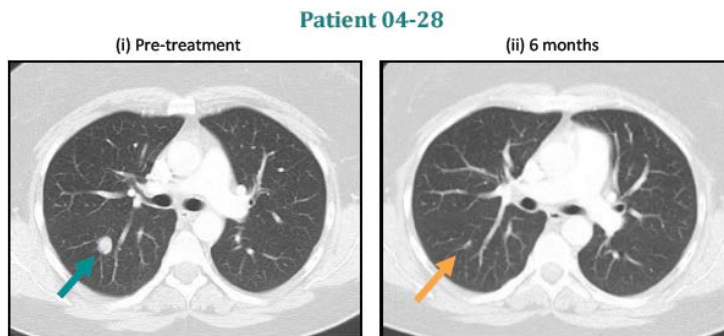 Patient 04-28
(i) Pre-treatment
(ii) 6 months